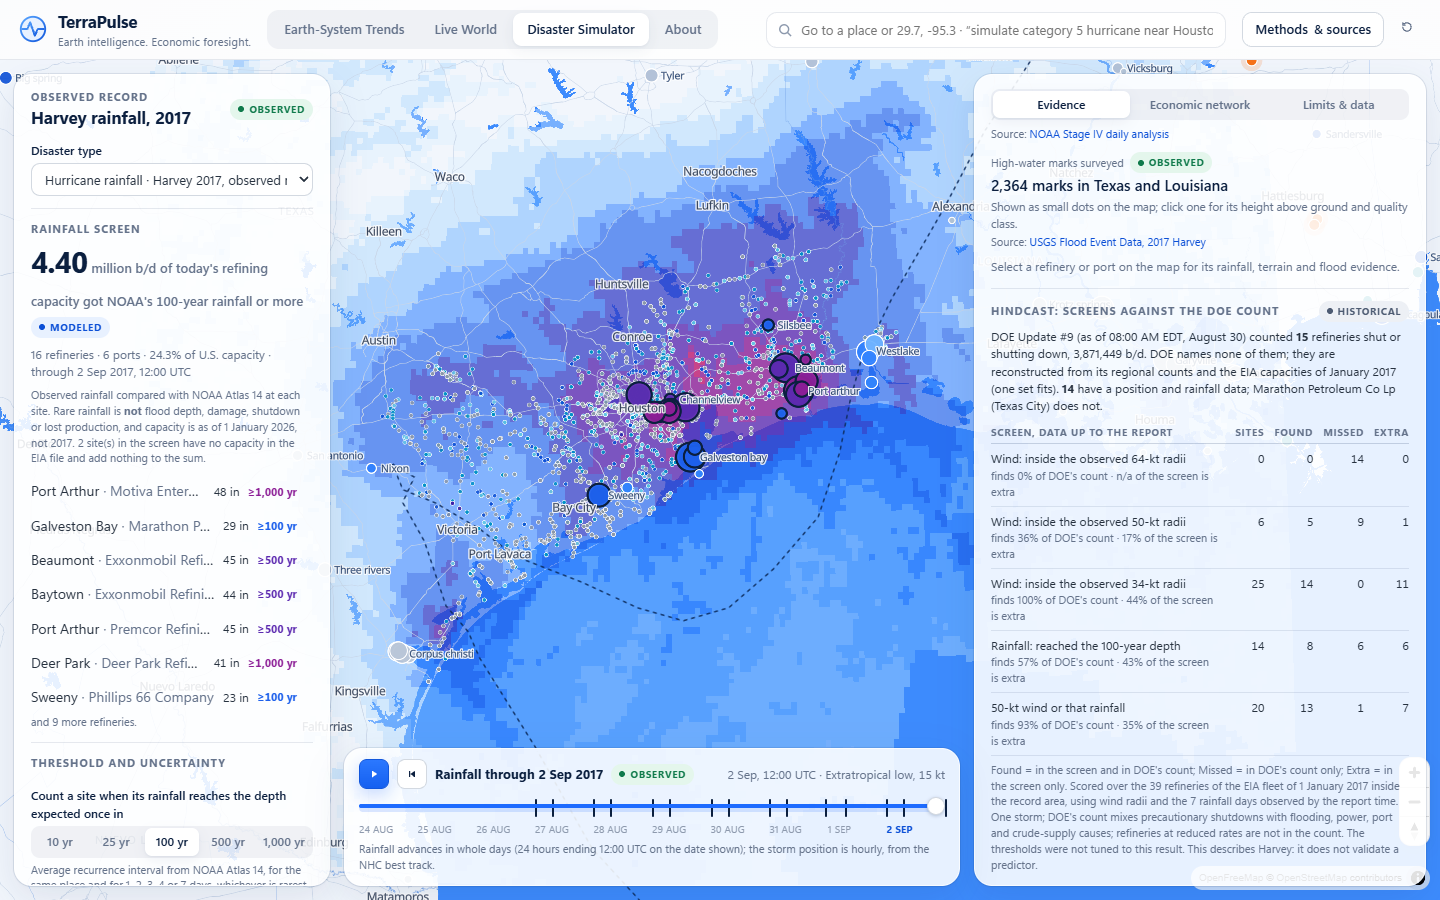 TerraPulse
Earth intelligence. Economic foresight.
Earth-System Trends
Live World
Disaster Simulator
About
Go to a place or 29.7, -95.3 · "simulate category 5 hurricane near Housto
Methods & sources
OBSERVED RECORD
Harvey rainfall, 2017
OBSERVED
Disaster type
Hurricane rainfall · Harvey 2017, observed r
RAINFALL SCREEN
4.40 million b/d of today's refining
capacity got NOAA's 100-year rainfall or more
MODELED
16 refineries · 6 ports · 24.3% of U.S. capacity ·
through 2 Sep 2017, 12:00 UTC
Observed rainfall compared with NOAA Atlas 14 at each
site. Rare rainfall is not flood depth, damage, shutdown
or lost production, and capacity is as of 1 January 2026,
not 2017. 2 site(s) in the screen have no capacity in the
EIA file and add nothing to the sum.
Port Arthur · Motiva Enter... 48 in ≥1,000 yr
Galveston Bay · Marathon P... 29 in ≥100 yr
Beaumont · Exxonmobil Refi... 45 in ≥500 yr
Baytown · Exxonmobil Refini... 44 in ≥500 yr
Port Arthur · Premcor Refini... 45 in ≥500 yr
Deer Park · Deer Park Refi... 41 in ≥1,000 yr
Sweeny · Phillips 66 Company 23 in ≥100 yr
and 9 more refineries.
THRESHOLD AND UNCERTAINTY
Count a site when its rainfall reaches the depth
expected once in
10 yr
25 yr
100 yr
500 yr
1,000 yr
Average recurrence interval from NOAA Atlas 14, for the
same place and for 1, 2, 3, 4 or 7 days, whichever is rarest
Abilene
Big spring
Tyler
Vicksburg
Waco
Nacogdoches
Lufkin
Alexand
Killeen
Huntsville
Austin
Conroe
Silsbee
Westlake
Beaumont
Port arthur
Channelview
Houston
San antonio
Nixon
Galveston bay
Sweeny
Bay City
Victoria
Port Lavaca
Three rivers
Corpus christi
Nuevo Laredo
Kingsville
Falfurrias
Edinburg
Matamoros
TEXAS
Rainfall through 2 Sep 2017
OBSERVED
2 Sep, 12:00 UTC · Extratropical low, 15 kt
24 AUG
25 AUG
26 AUG
27 AUG
28 AUG
29 AUG
30 AUG
31 AUG
1 SEP
2 SEP
Rainfall advances in whole days (24 hours ending 12:00 UTC on the date shown); the storm position is hourly, from the
NHC best track.
Evidence
Economic network
Limits & data
Source: NOAA Stage IV daily analysis
Sandersville
High-water marks surveyed
OBSERVED
Natchez
2,364 marks in Texas and Louisiana
Hattiesburg
Shown as small dots on the map; click one for its height above ground and quality
class.
Source: USGS Flood Event Data, 2017 Harvey
Select a refinery or port on the map for its rainfall, terrain and flood evidence.
HINDCAST: SCREENS AGAINST THE DOE COUNT
HISTORICAL
DOE Update #9 (as of 08:00 AM EDT, August 30) counted 15 refineries shut or
shutting down, 3,871,449 b/d. DOE names none of them; they are
reconstructed from its regional counts and the EIA capacities of January 2017
(one set fits). 14 have a position and rainfall data; Marathon Petroleum Co Lp
(Texas City) does not.
Houma
SCREEN, DATA UP TO THE REPORT SITES FOUND MISSED EXTRA
Wind: inside the observed 64-kt radii 0 0 14 0
finds 0% of DOE's count · n/a of the screen is
extra
Wind: inside the observed 50-kt radii 6 5 9 1
finds 36% of DOE's count · 17% of the screen is
extra
Wind: inside the observed 34-kt radii 25 14 0 11
finds 100% of DOE's count · 44% of the screen
is extra
Rainfall: reached the 100-year depth 14 8 6 6
finds 57% of DOE's count · 43% of the screen
is extra
50-kt wind or that rainfall 20 13 1 7
finds 93% of DOE's count · 35% of the screen
is extra
Found = in the screen and in DOE's count; Missed = in DOE's count only; Extra = in
the screen only. Scored over the 39 refineries of the EIA fleet of 1 January 2017 inside
the record area, using wind radii and the 7 rainfall days observed by the report time.
One storm; DOE's count mixes precautionary shutdowns with flooding, power, port
and crude-supply causes; refineries at reduced rates are not in the count. The
thresholds were not tuned to this result. This describes Harvey: it does not validate a
predictor.
OpenFreeMap © OpenStreetMap contributors